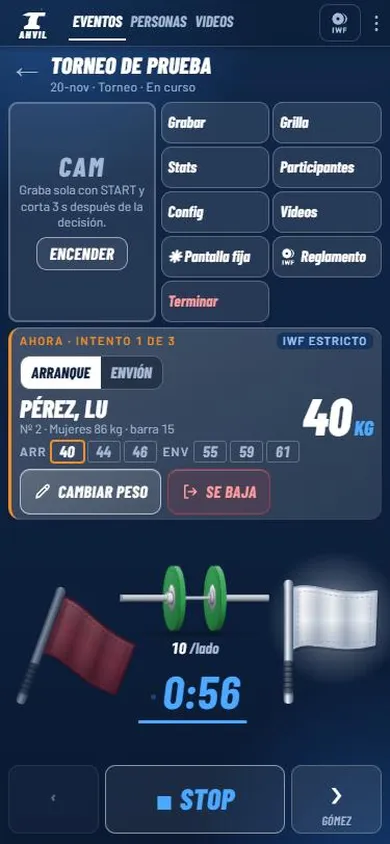 ANVIL
EVENTOS PERSONAS VIDEOS
IWF
← TORNEO DE PRUEBA
20-nov · Torneo · En curso
CAM
Graba sola con START y
corta 3 s después de la
decisión.
ENCENDER
Grabar
Grilla
Stats
Participantes
Config
Videos
Pantalla fija
IWF Reglamento
Terminar
AHORA · INTENTO 1 DE 3
IWF ESTRICTO
ARRANQUE ENVIÓN
PÉREZ, LU
Nº 2 · Mujeres 86 kg · barra 15
40 KG
ARR 40 44 46 ENV 55 59 61
CAMBIAR PESO
SE BAJA
10 /lado
0:56
‹
STOP
›
GÓMEZ